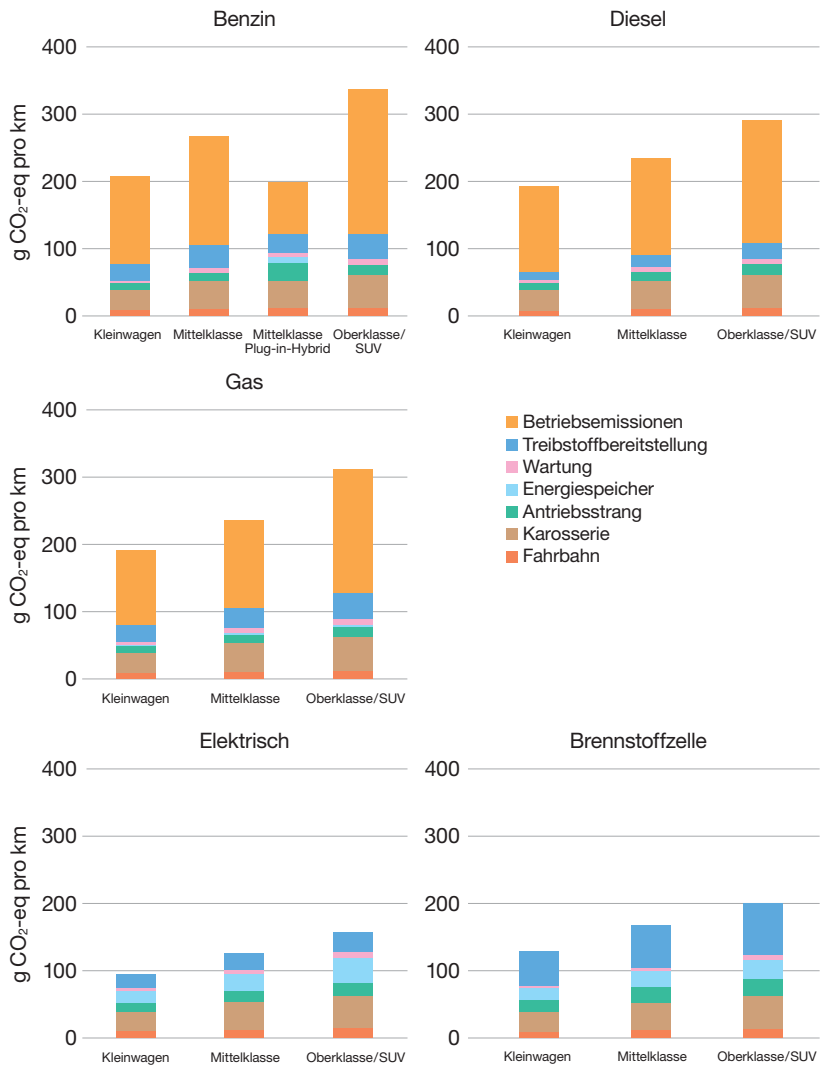 Benzin
g CO₂-eq pro km
400
300
200
100
0
Kleinwagen
Mittelklasse
Mittelklasse
Plug-in-Hybrid
Oberklasse/
SUV
Diesel
400
300
200
100
0
Kleinwagen
Mittelklasse
Oberklasse/SUV
Gas
g CO₂-eq pro km
400
300
200
100
0
Kleinwagen
Mittelklasse
Oberklasse/SUV
Betriebsemissionen
Treibstoffbereitstellung
Wartung
Energiespeicher
Antriebsstrang
Karosserie
Fahrbahn
Elektrisch
g CO₂-eq pro km
400
300
200
100
0
Kleinwagen
Mittelklasse
Oberklasse/SUV
Brennstoffzelle
400
300
200
100
0
Kleinwagen
Mittelklasse
Oberklasse/SUV